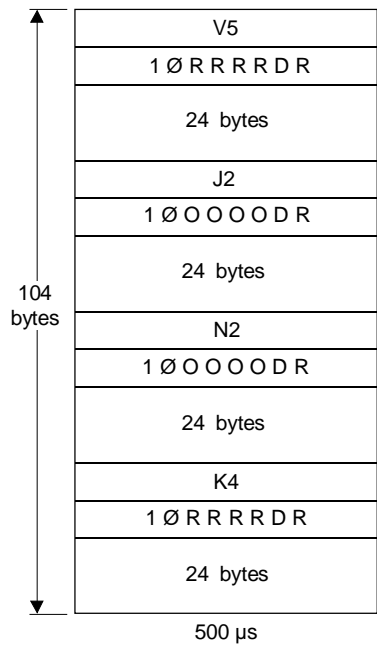 V5
1 Ø R R R R D R
24 bytes
J2
1 Ø O O O O D R
24 bytes
104
bytes
N2
1 Ø O O O O D R
24 bytes
K4
1 Ø R R R R D R
24 bytes
500 µs